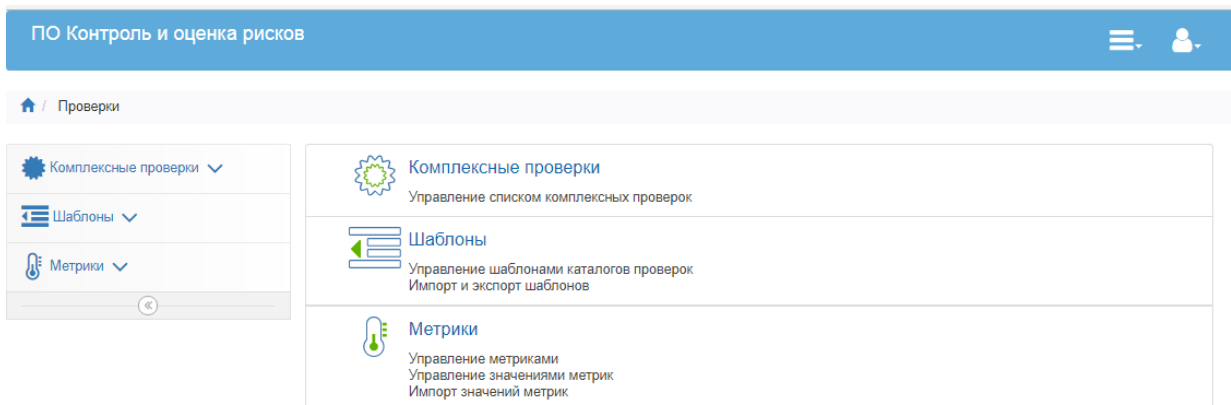 ПО Контроль и оценка рисков
/ Проверки
Комплексные проверки
Шаблоны
Метрики
Комплексные проверки
Управление списком комплексных проверок
Шаблоны
Управление шаблонами каталогов проверок
Импорт и экспорт шаблонов
Метрики
Управление метриками
Управление значениями метрик
Импорт значений метрик